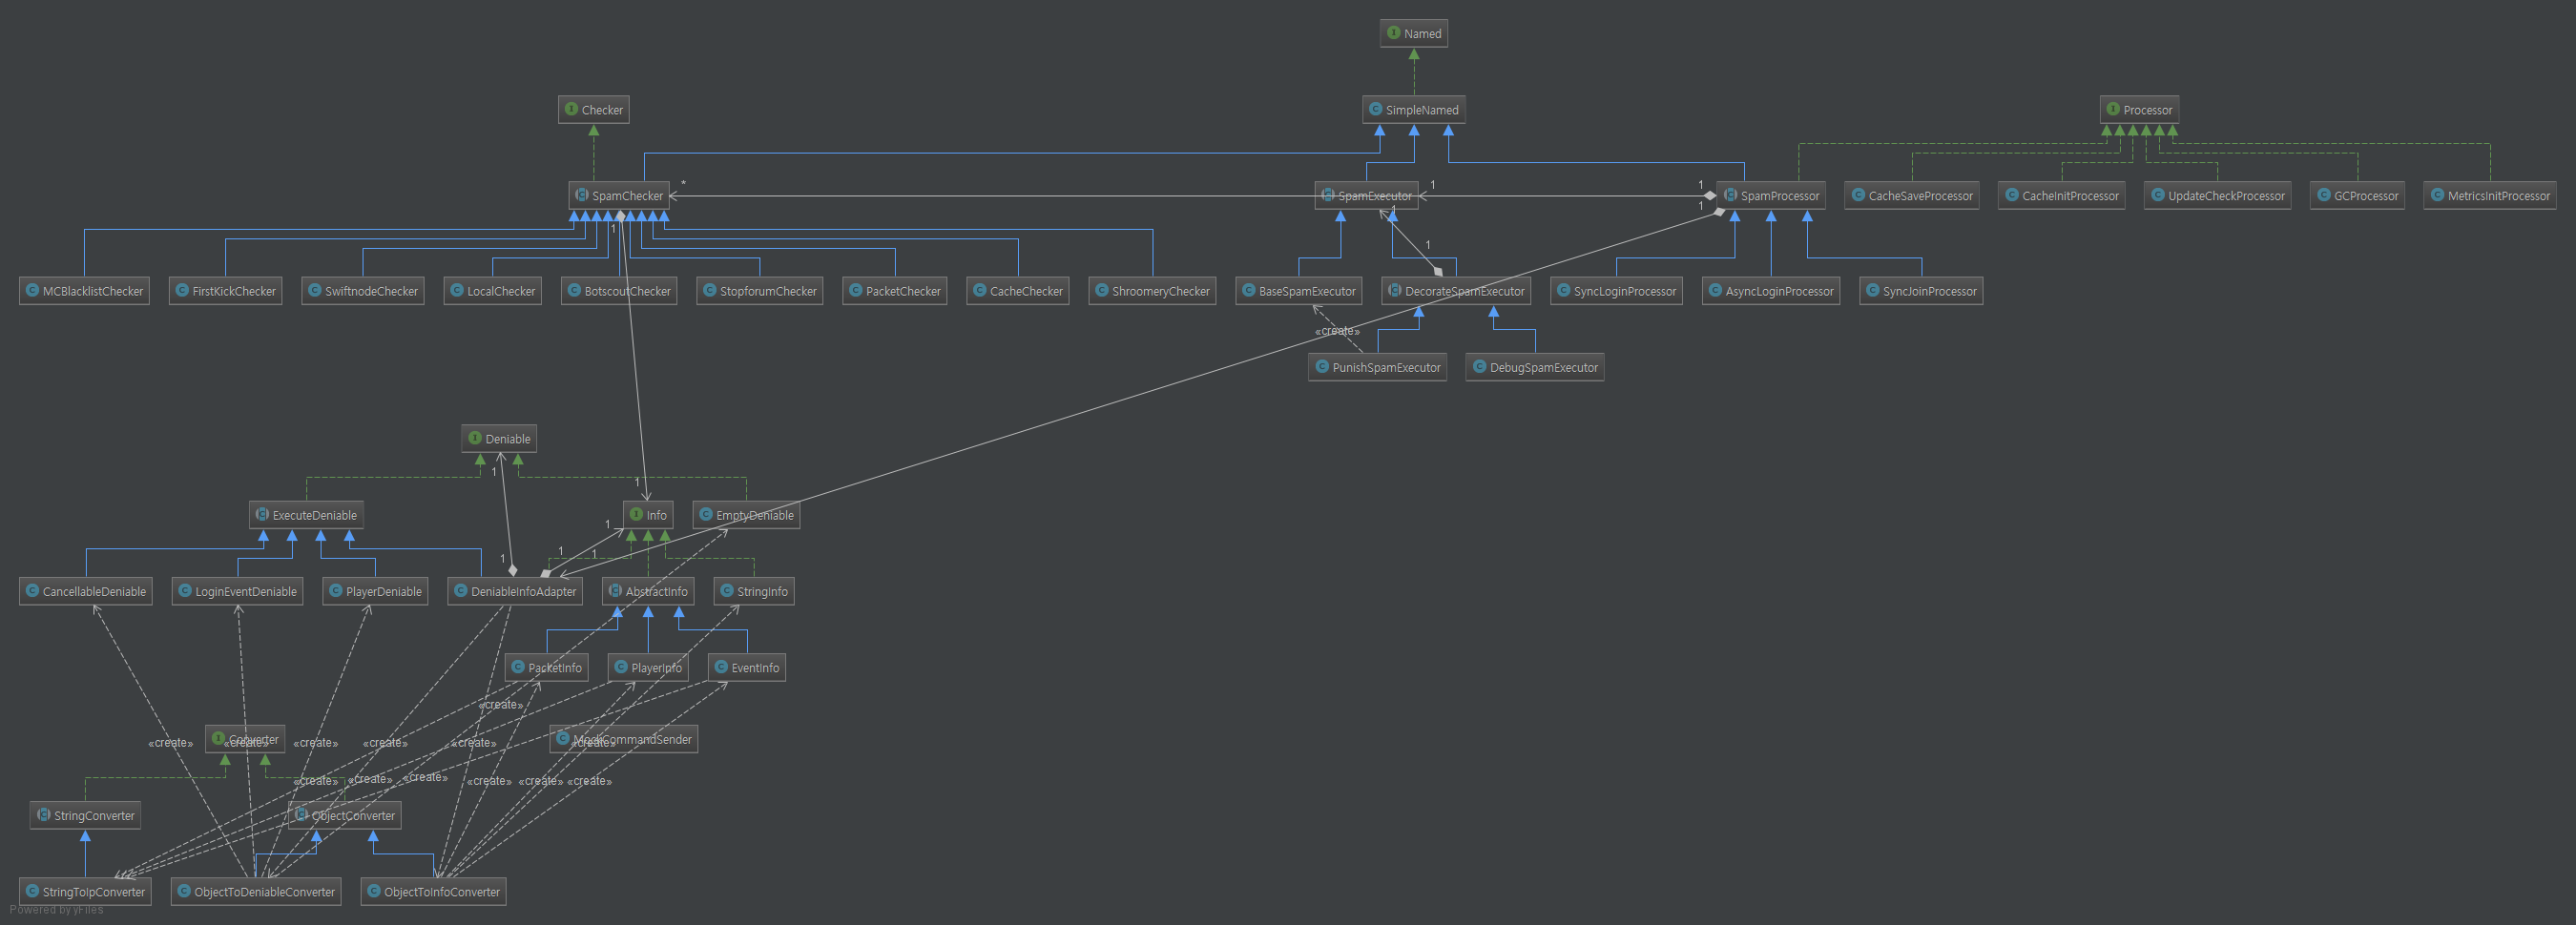 Named
Checker
SimpleNamed
Processor
SpamChecker
*
SpamExecutor
1
1
SpamProcessor
CacheSaveProcessor
CacheInitProcessor
UpdateCheckProcessor
GCProcessor
MetricsInitProcessor
1
1
1
1
MCBlacklistChecker
FirstKickChecker
SwiftnodeChecker
LocalChecker
BotscoutChecker
StopforumChecker
PacketChecker
CacheChecker
ShroomeryChecker
BaseSpamExecutor
DecorateSpamExecutor
SyncLoginProcessor
AsyncLoginProcessor
SyncJoinProcessor
«create»
PunishSpamExecutor
DebugSpamExecutor
Deniable
1
1
ExecuteDeniable
Info
EmptyDeniable
1
1
1
1
CancellableDeniable
LoginEventDeniable
PlayerDeniable
DeniableInfoAdapter
AbstractInfo
StringInfo
PacketInfo
PlayerInfo
EventInfo
«create»
Converter
MockCommandSender
«create»
«create»
«create»
«create»
«create»
«create»
«create»
«create»
«create»
«create»
«create»
«create»
StringConverter
ObjectConverter
StringToIpConverter
ObjectToDeniableConverter
ObjectToInfoConverter
Powered by yFiles